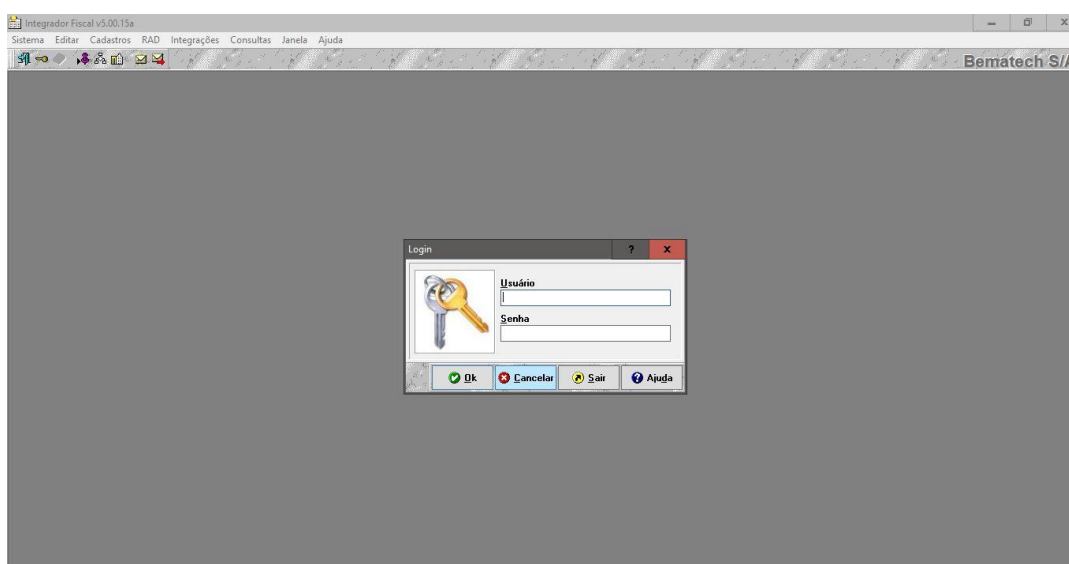 Integrador Fiscal v5.00.15a
Sistema Editar Cadastros RAD Integrações Consultas Janela Ajuda
Bematech S/A
Login
?
x
Usuário
Senha
Ok Cancelar Sair Ajuda